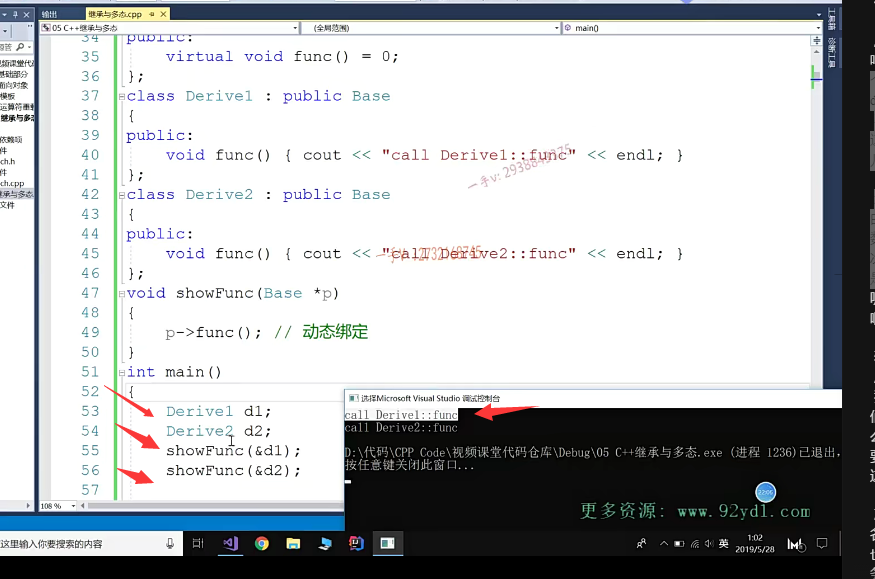 输出
继承与多态.cpp
05 C++继承与多态
(全局范围)
main()
34 public:
35 virtual void func() = 0;
36 };
37 class Derive1 : public Base
38 {
39 public:
40 void func() { cout << "call Derive1::func" << endl; }
41 };
42 class Derive2 : public Base
43 {
44 public:
45 void func() { cout << "call Derive2::func" << endl; }
46 };
47 void showFunc(Base *p)
48 {
49 p->func(); // 动态绑定
50 }
51 int main()
52 {
53 Derive1 d1;
54 Derive2 d2;
55 showFunc(&d1);
56 showFunc(&d2);
57
108 %
选择Microsoft Visual Studio 调试控制台
call Derive1::func
call Derive2::func
D:\代码\CPP Code\视频课堂代码仓库\Debug\05 C++继承与多态.exe (进程 1236)已退出，
按任意键关闭此窗口...
22:06
更多资源: www.92ydl.com
这里输入你要搜索的内容
英
1:02
2019/5/28